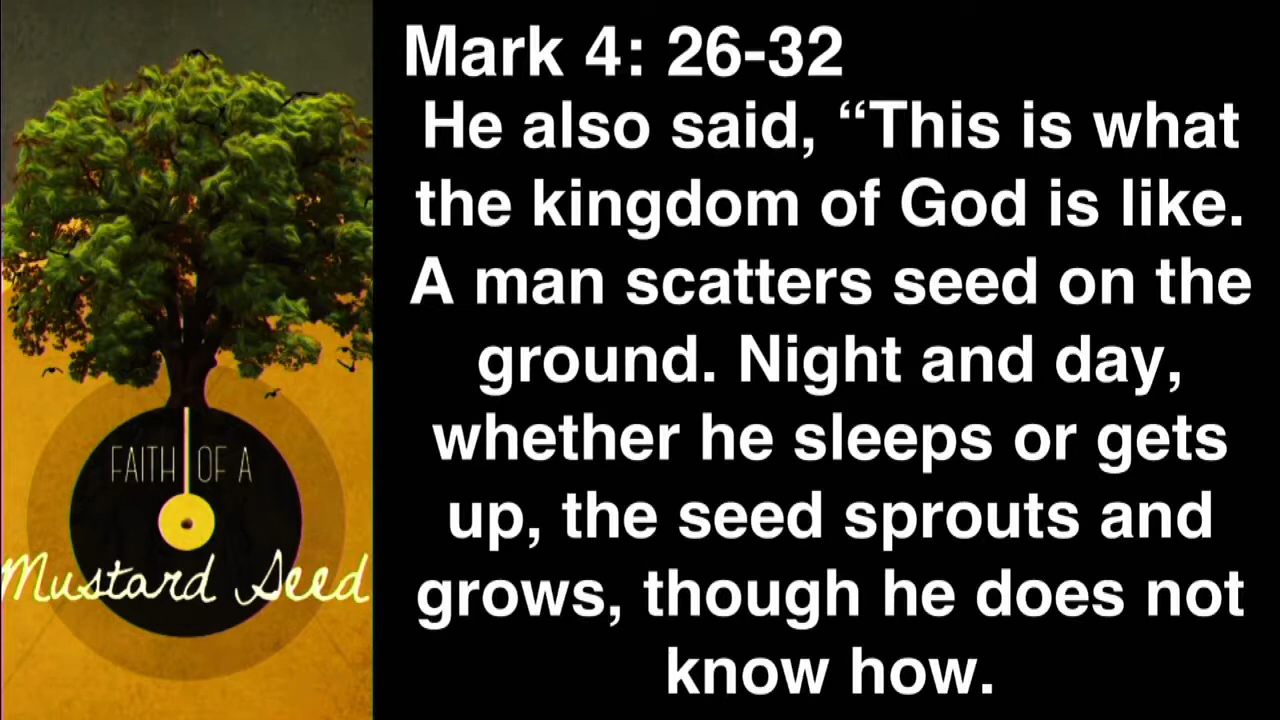 Mark 4: 26-32
He also said, “This is what
the kingdom of God is like.
A man scatters seed on the
ground. Night and day,
whether he sleeps or gets
up, the seed sprouts and
grows, though he does not
know how.
FAITH OF A
Mustard Seed